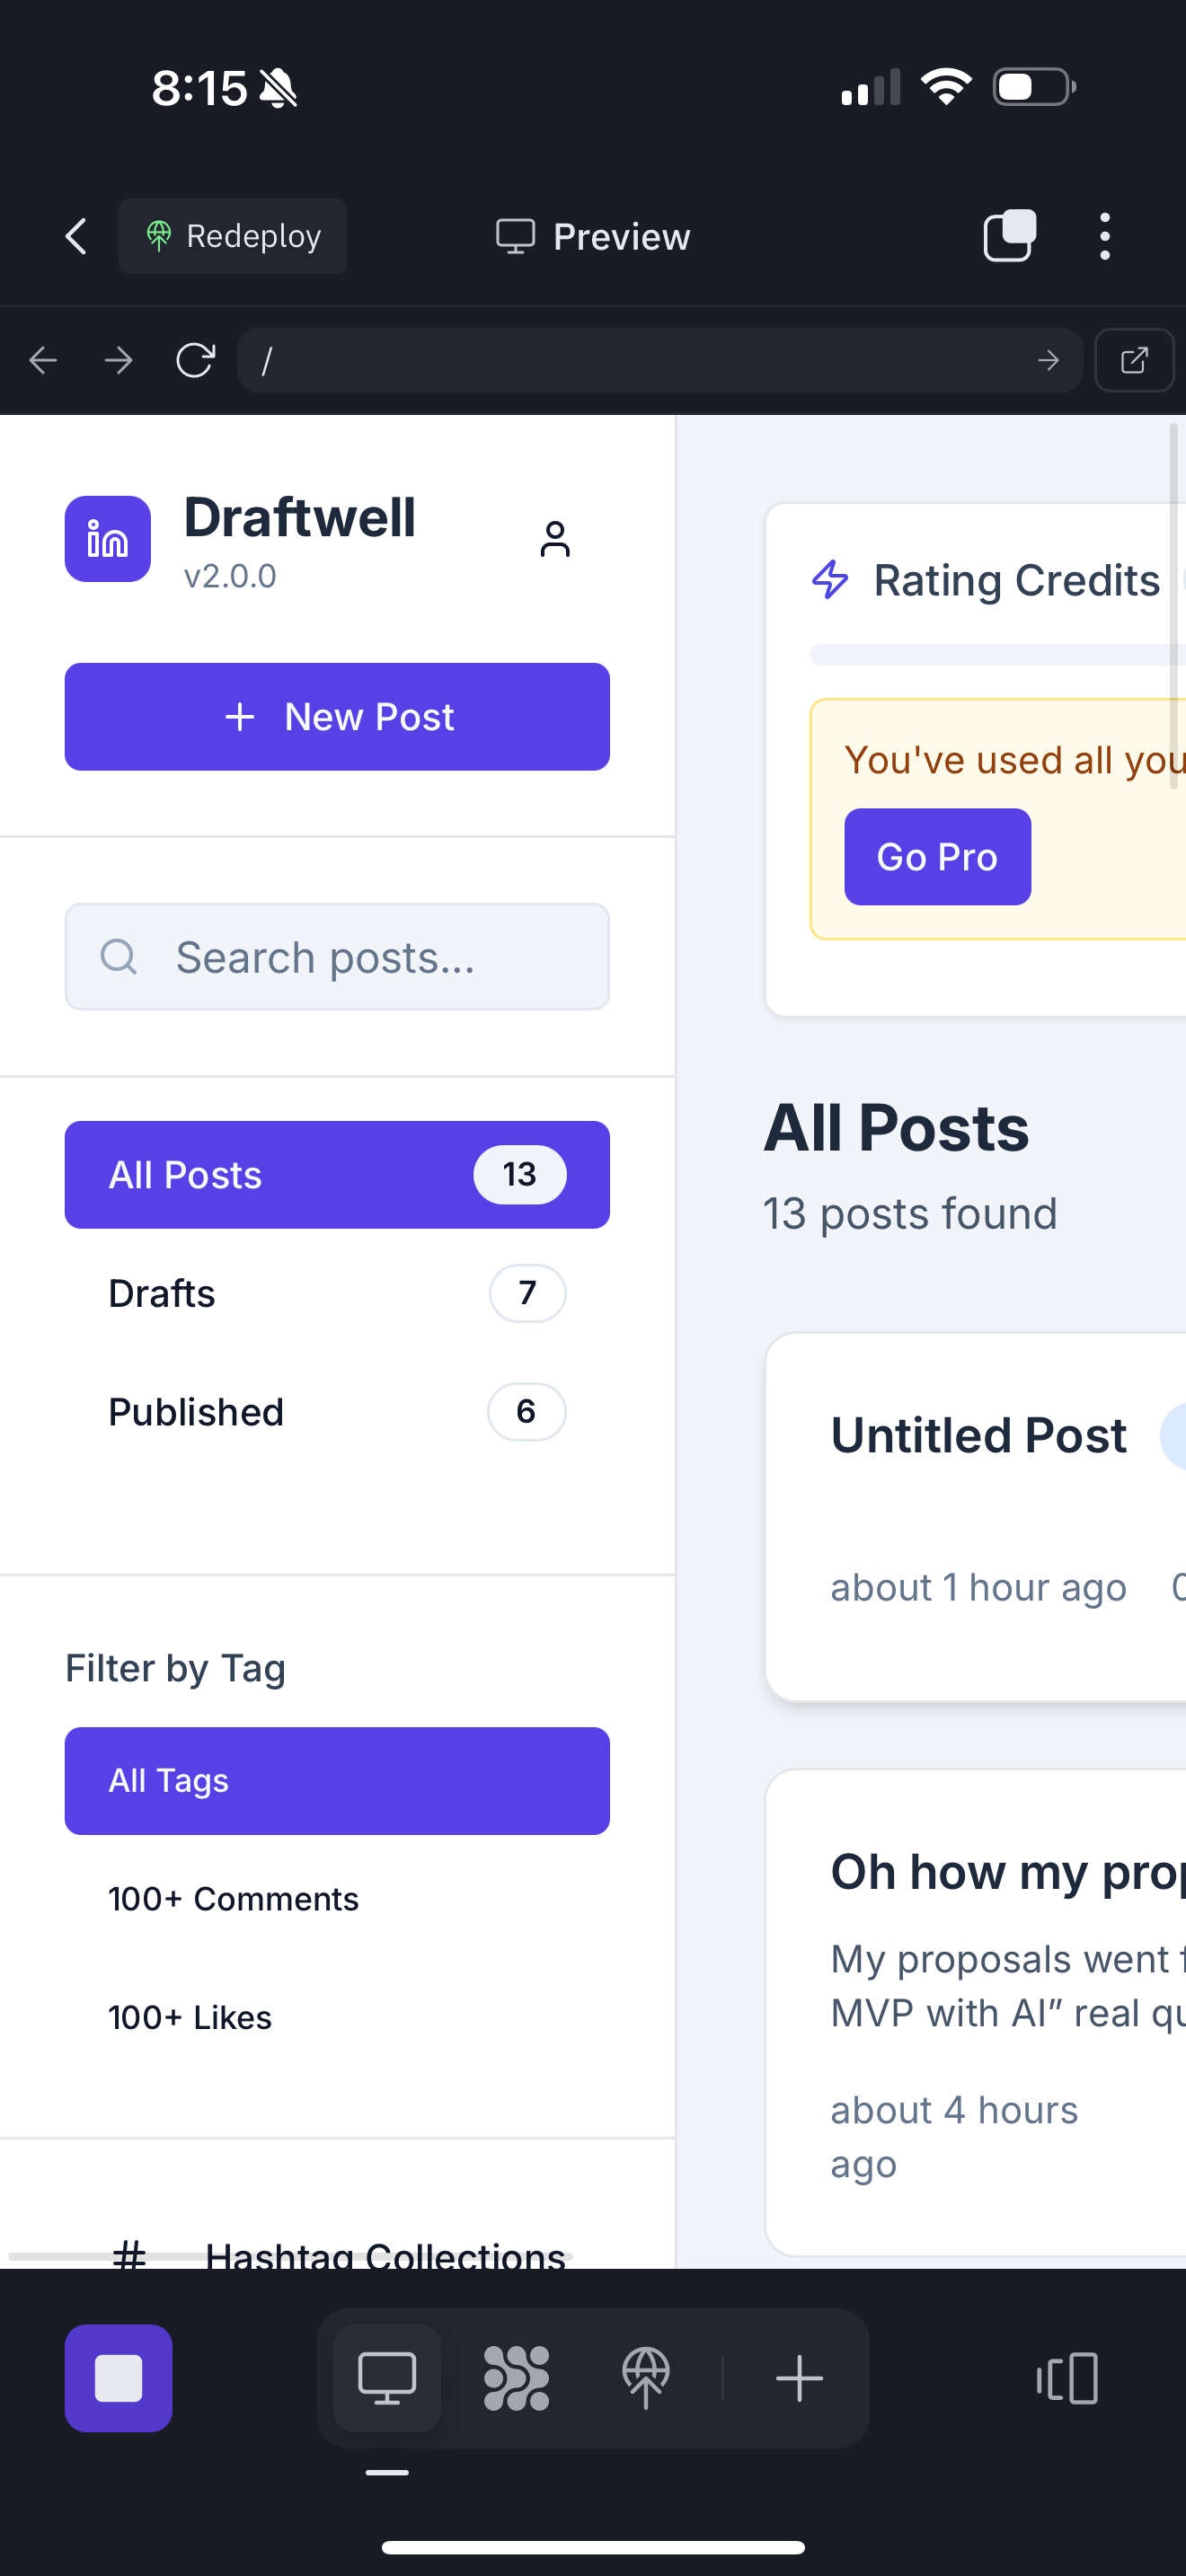 8:15
Redeploy
Preview
/
in
Draftwell
v2.0.0
New Post
Search posts...
All Posts 13
Drafts 7
Published 6
Filter by Tag
All Tags
100+ Comments
100+ Likes
# Hashtag Collections
Rating Credits
You've used all you
Go Pro
All Posts
13 posts found
Untitled Post
about 1 hour ago
Oh how my prop
My proposals went f
MVP with AI” real qu
about 4 hours
ago